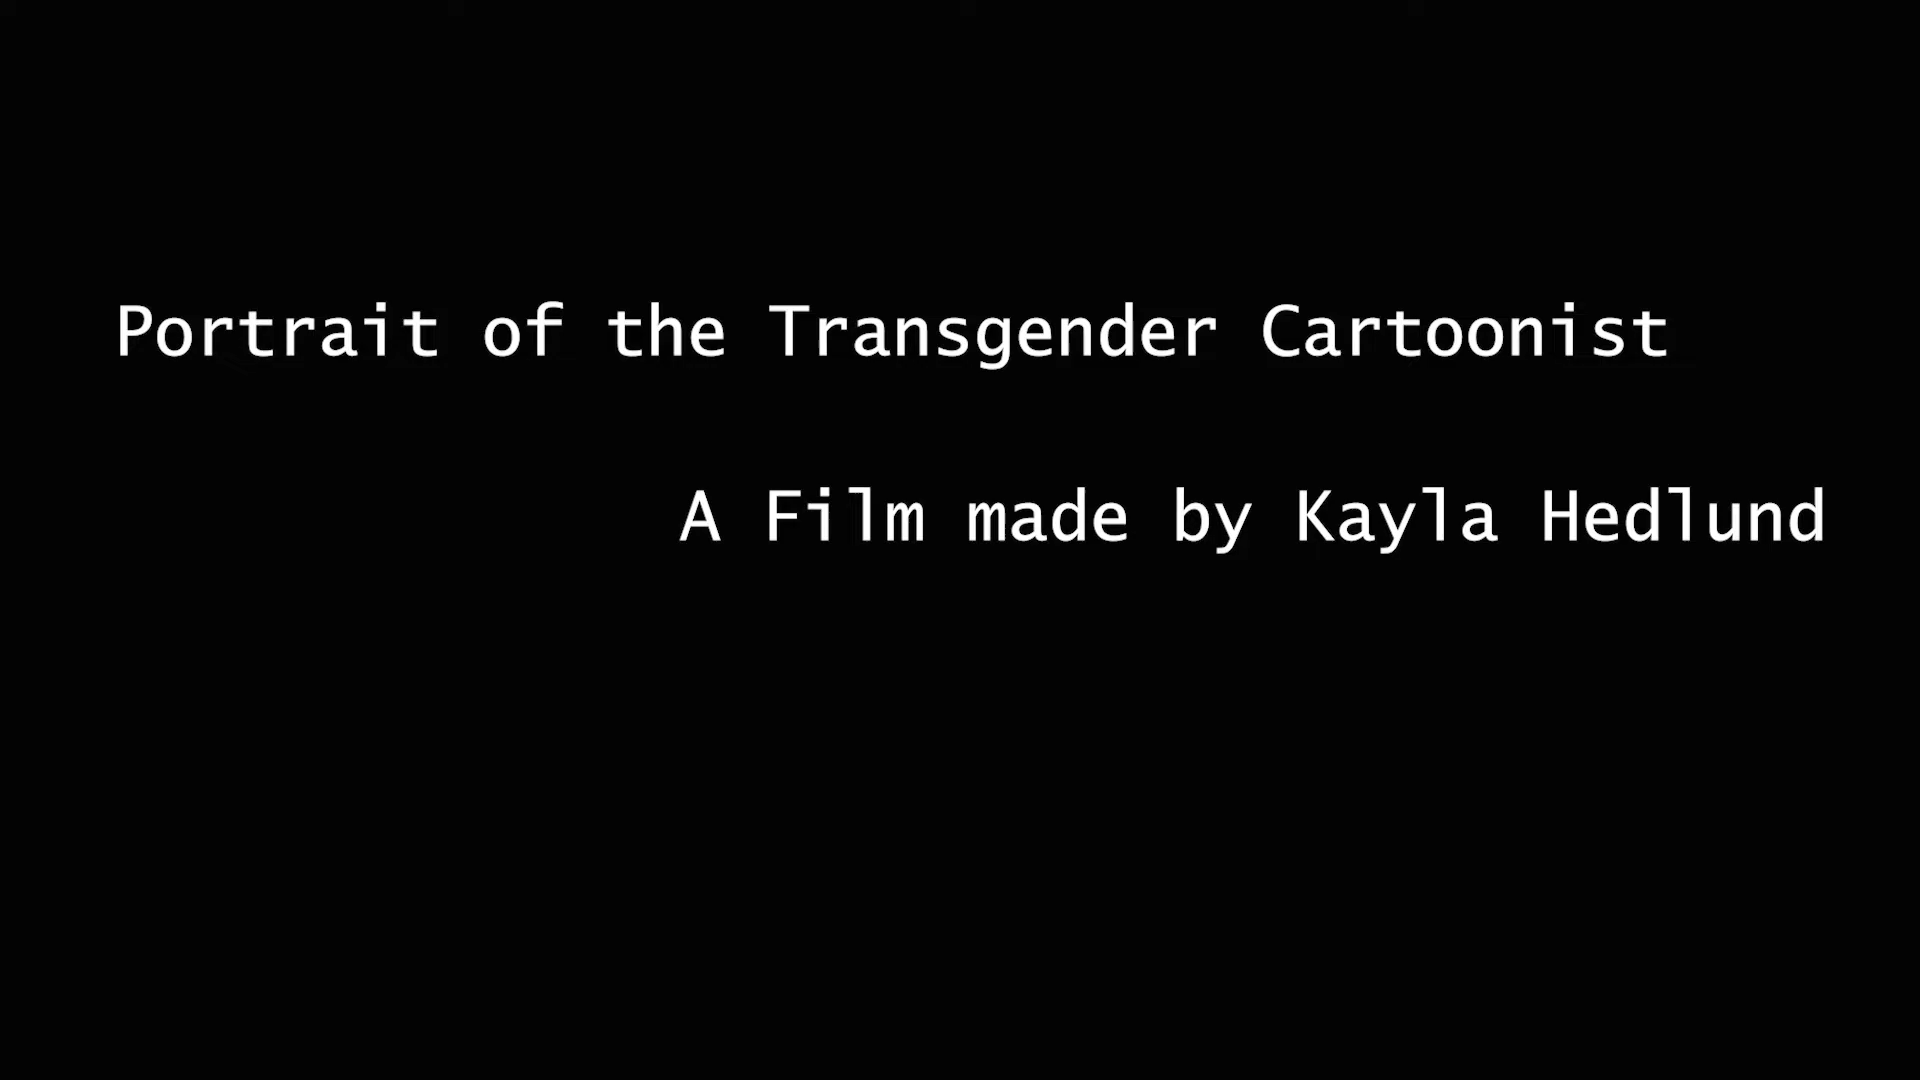 Portrait of the Transgender Cartoonist
A Film made by Kayla Hedlund